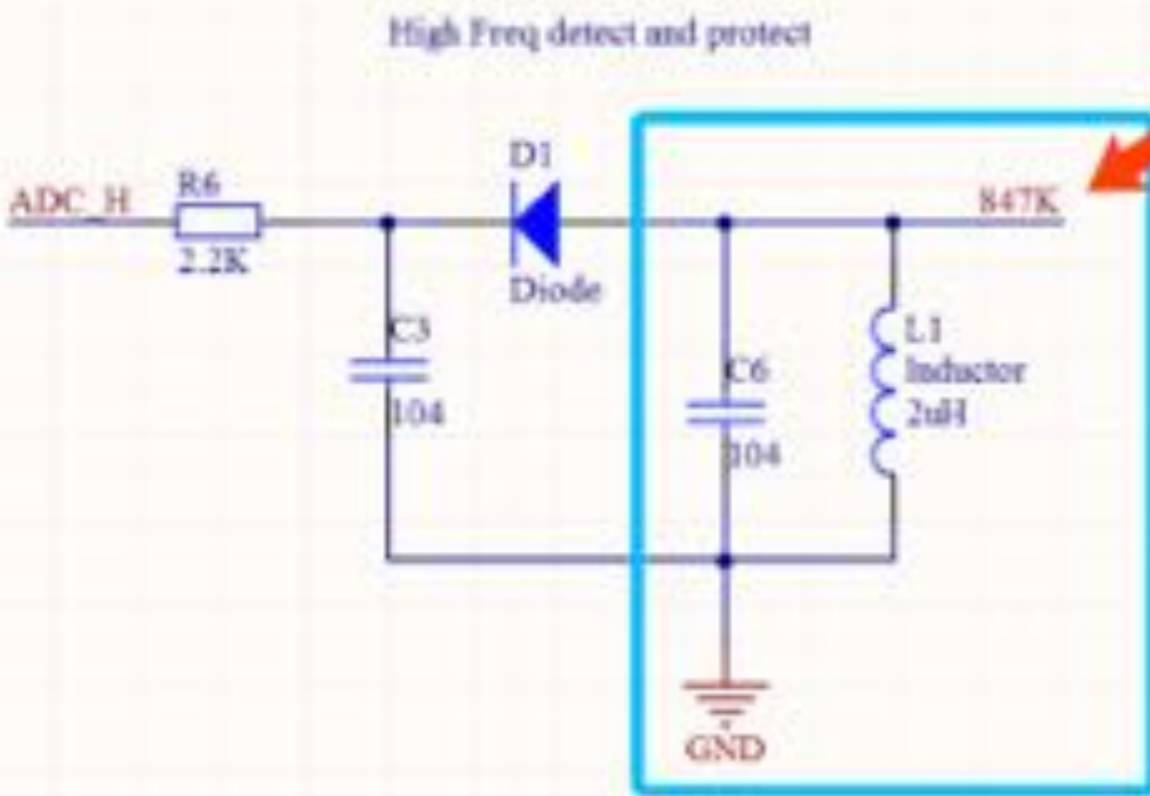 High Freq detect and protect
ADC_H
R6
2.2K
D1
Diode
847K
C3
104
C6
104
L1
Inductor
2uH
GND